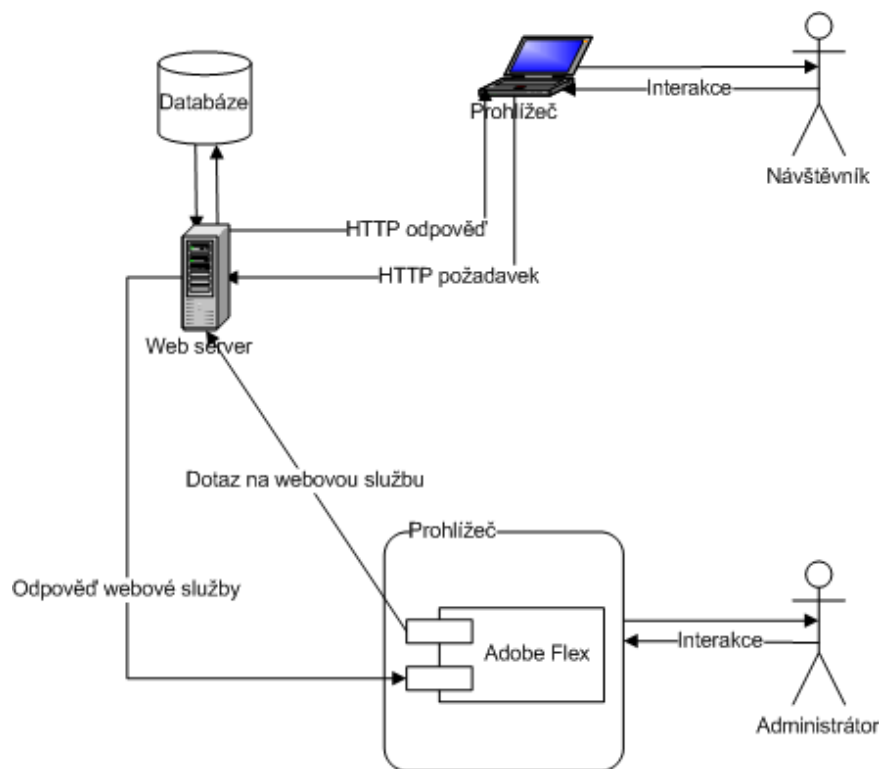 Databáze
Prohlížeč
Interakce
Návštěvník
HTTP odpověď
HTTP požadavek
Web server
Dotaz na webovou službu
Prohlížeč
Odpověď webové služby
Adobe Flex
Interakce
Administrátor